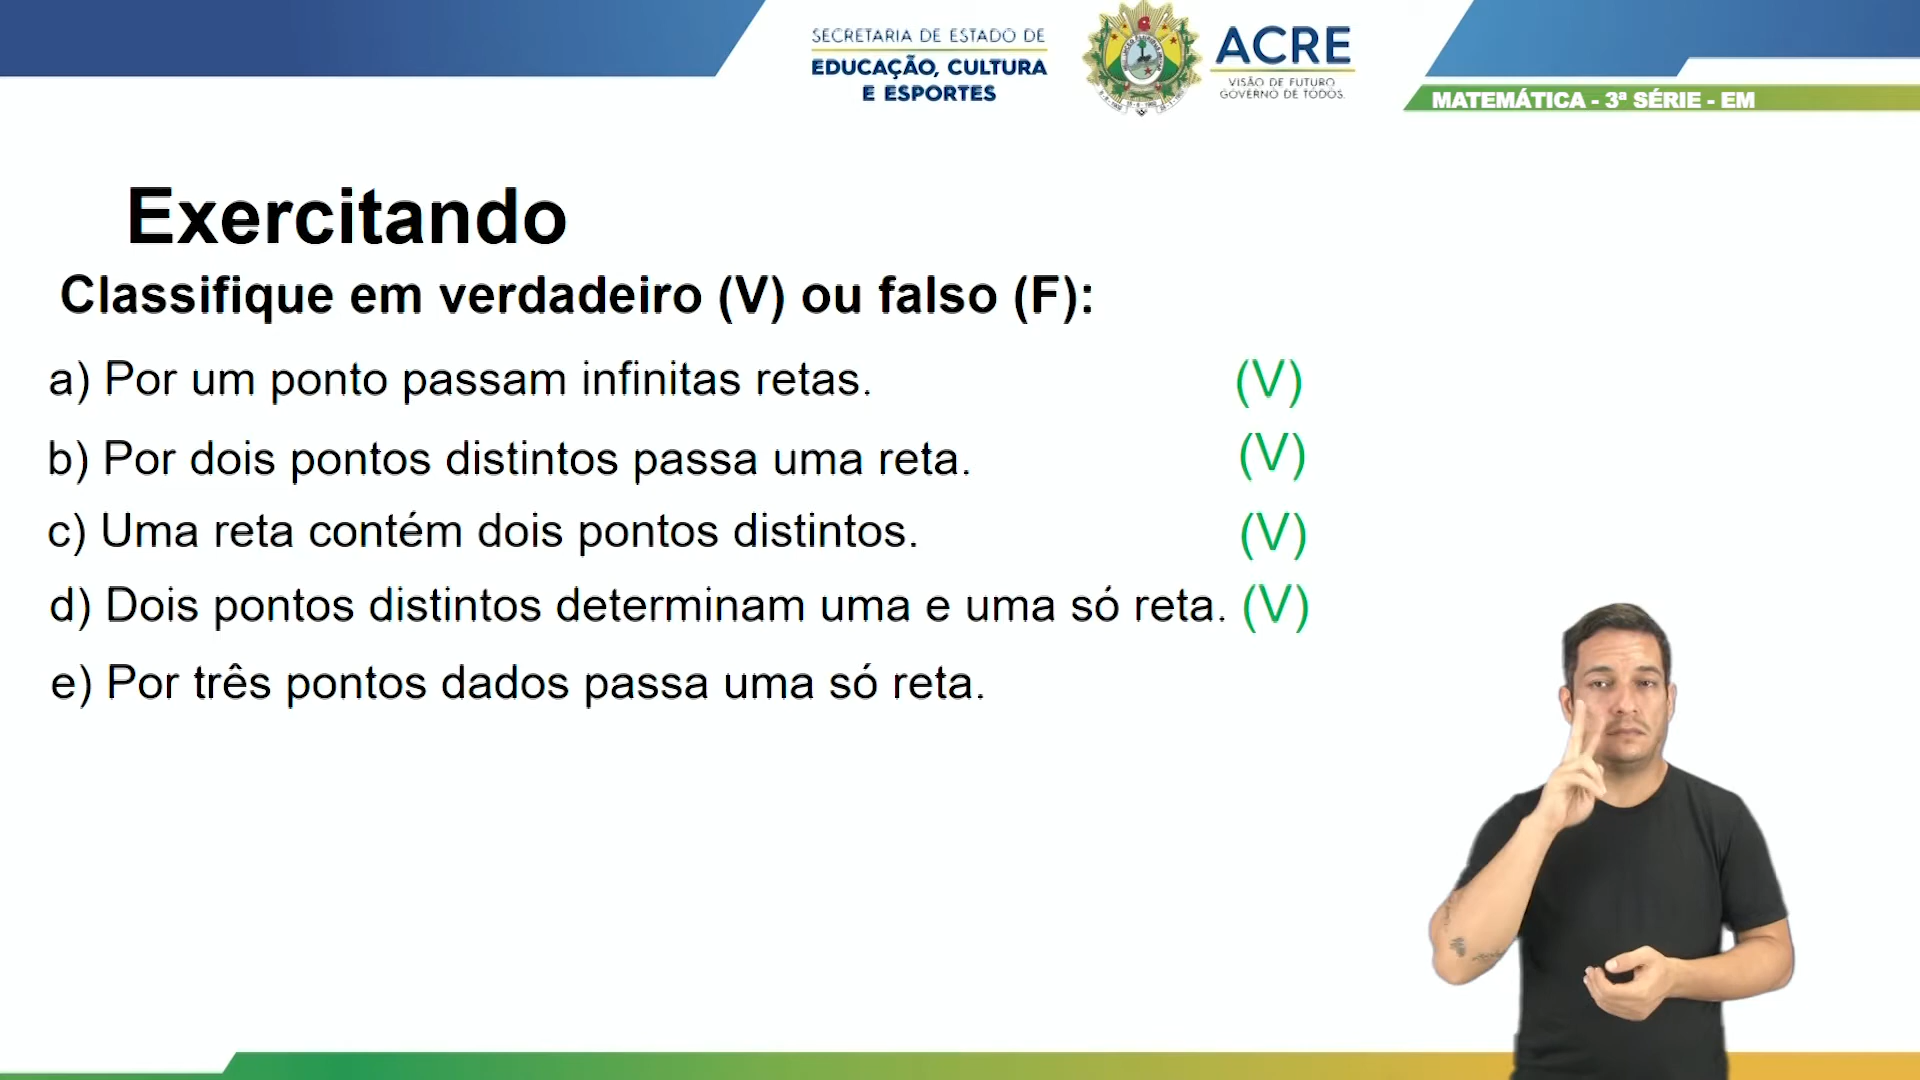 SECRETARIA DE ESTADO DE
EDUCAÇÃO, CULTURA
E ESPORTES
ACRE
VISÃO DE FUTURO
GOVERNO DE TODOS.
MATEMÁTICA - 3ª SÉRIE - EM
Exercitando
Classifique em verdadeiro (V) ou falso (F):
a) Por um ponto passam infinitas retas. (V)
b) Por dois pontos distintos passa uma reta. (V)
c) Uma reta contém dois pontos distintos. (V)
d) Dois pontos distintos determinam uma e uma só reta. (V)
e) Por três pontos dados passa uma só reta.